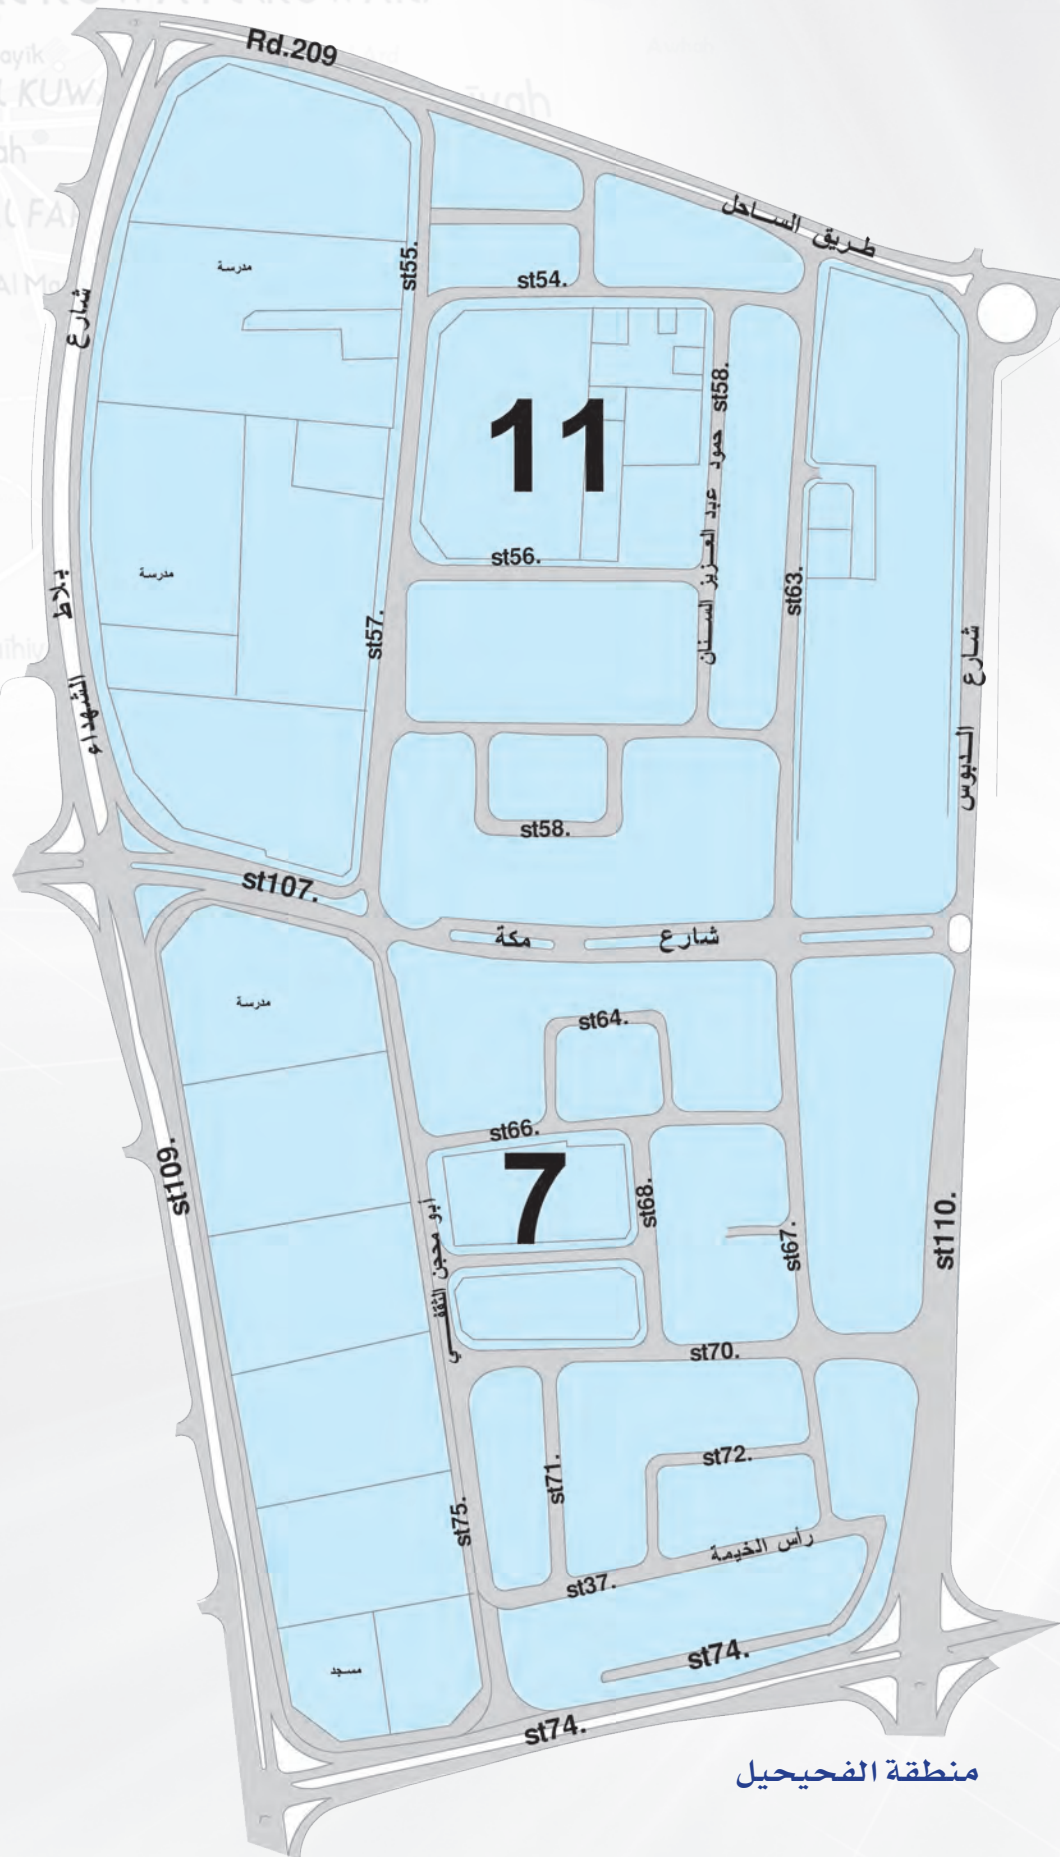 Rd.209
طريق الساحل
شارع
بلاط
الشهداء
مدرسة
st55.
st54.
11
st58.
حمود عبد العزيز السنان
مدرسة
st56.
st57.
st63.
شارع
الدبوس
st58.
st107.
شارع
مكة
مدرسة
st64.
st66.
7
st68.
st109.
أبو محجن الثقفي
st67.
st110.
st70.
st72.
st71.
st75.
رأس الخيمة
st37.
st74.
مسجد
st74.
منطقة الفحيحيل